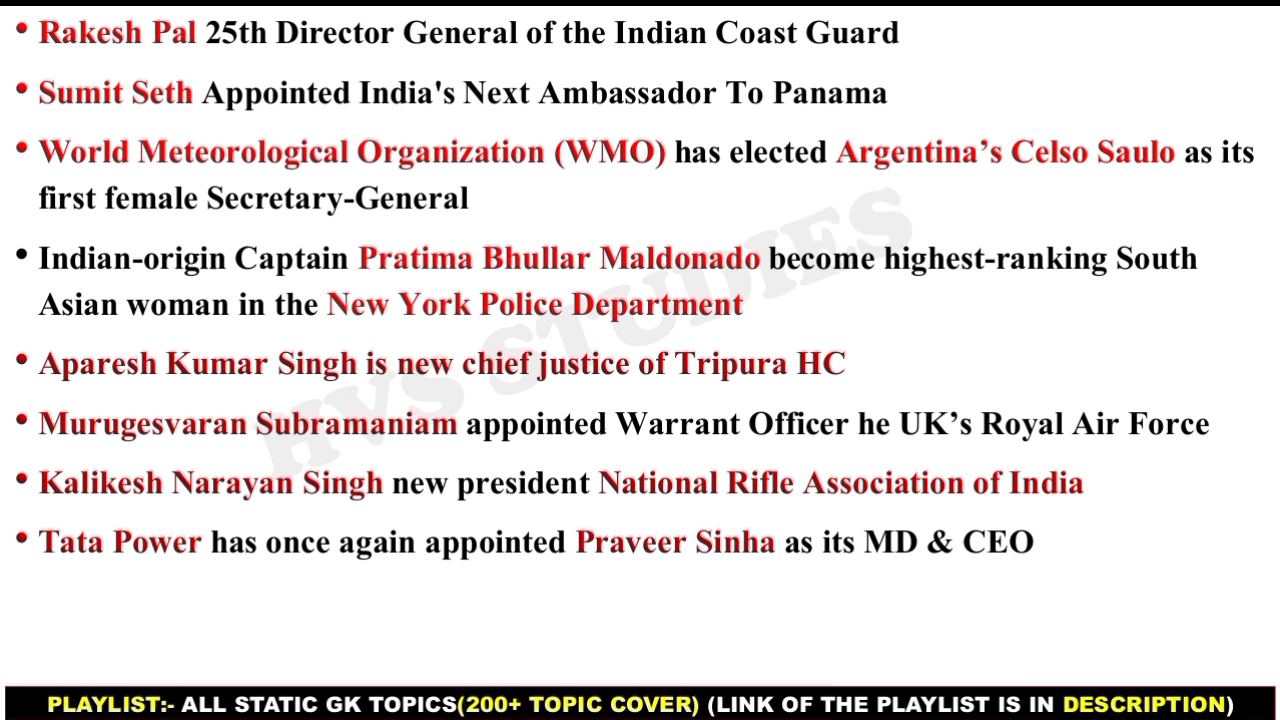 • Rakesh Pal 25th Director General of the Indian Coast Guard
• Sumit Seth Appointed India's Next Ambassador To Panama
• World Meteorological Organization (WMO) has elected Argentina’s Celso Saulo as its
first female Secretary-General
• Indian-origin Captain Pratima Bhullar Maldonado become highest-ranking South
Asian woman in the New York Police Department
• Aparesh Kumar Singh is new chief justice of Tripura HC
• Murugesvaran Subramaniam appointed Warrant Officer he UK’s Royal Air Force
• Kalikesh Narayan Singh new president National Rifle Association of India
• Tata Power has once again appointed Praveer Sinha as its MD & CEO
HVS STUDIES
PLAYLIST:- ALL STATIC GK TOPICS(200+ TOPIC COVER) (LINK OF THE PLAYLIST IS IN DESCRIPTION)